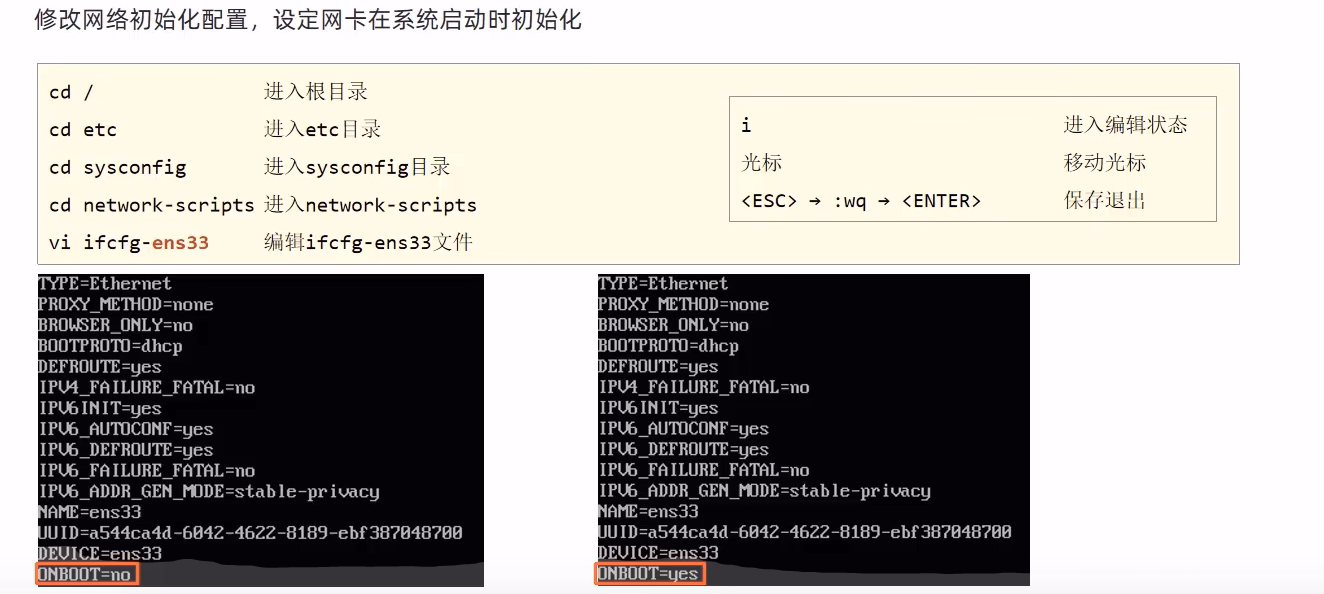 修改网络初始化配置，设定网卡在系统启动时初始化
cd / 进入根目录
cd etc 进入etc目录
cd sysconfig 进入sysconfig目录
cd network-scripts 进入network-scripts
vi ifcfg-ens33 编辑ifcfg-ens33文件
i 进入编辑状态
光标 移动光标
<ESC> → :wq → <ENTER> 保存退出
TYPE=Ethernet
PROXY_METHOD=none
BROWSER_ONLY=no
BOOTPROTO=dhcp
DEFROUTE=yes
IPV4_FAILURE_FATAL=no
IPV6INIT=yes
IPV6_AUTOCONF=yes
IPV6_DEFROUTE=yes
IPV6_FAILURE_FATAL=no
IPV6_ADDR_GEN_MODE=stable-privacy
NAME=ens33
UUID=a544ca4d-6042-4622-8189-ebf387048700
DEVICE=ens33
ONBOOT=no
TYPE=Ethernet
PROXY_METHOD=none
BROWSER_ONLY=no
BOOTPROTO=dhcp
DEFROUTE=yes
IPV4_FAILURE_FATAL=no
IPV6INIT=yes
IPV6_AUTOCONF=yes
IPV6_DEFROUTE=yes
IPV6_FAILURE_FATAL=no
IPV6_ADDR_GEN_MODE=stable-privacy
NAME=ens33
UUID=a544ca4d-6042-4622-8189-ebf387048700
DEVICE=ens33
ONBOOT=yes